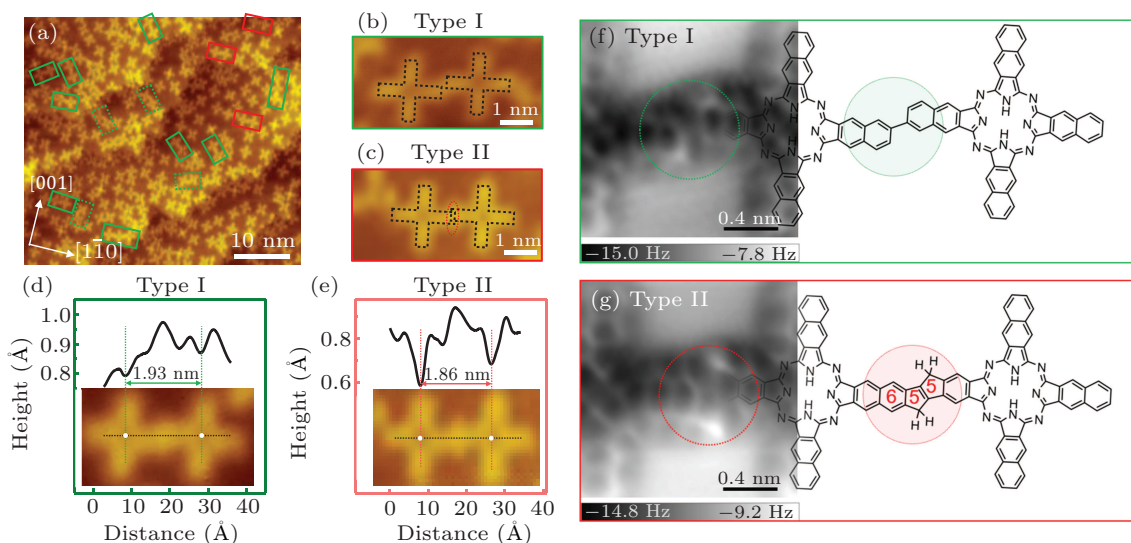 (a)
[001]
[11̅0]
10 nm
Type I
(b)
1 nm
Type II
(c)
1 nm
(d)
Type I
Height (Å)
1.0
0.9
0.8
1.93 nm
0 10 20 30 40
Distance (Å)
(e)
Type II
Height (Å)
0.8
0.6
1.86 nm
0 10 20 30 40
Distance (Å)
(f) Type I
0.4 nm
−15.0 Hz −7.8 Hz
N N N H N N H N N
N N N H N N H N N
(g) Type II
0.4 nm
−14.8 Hz −9.2 Hz
N N N H N N H N N
H H
6 5 5
H H
N N N H N N H N N